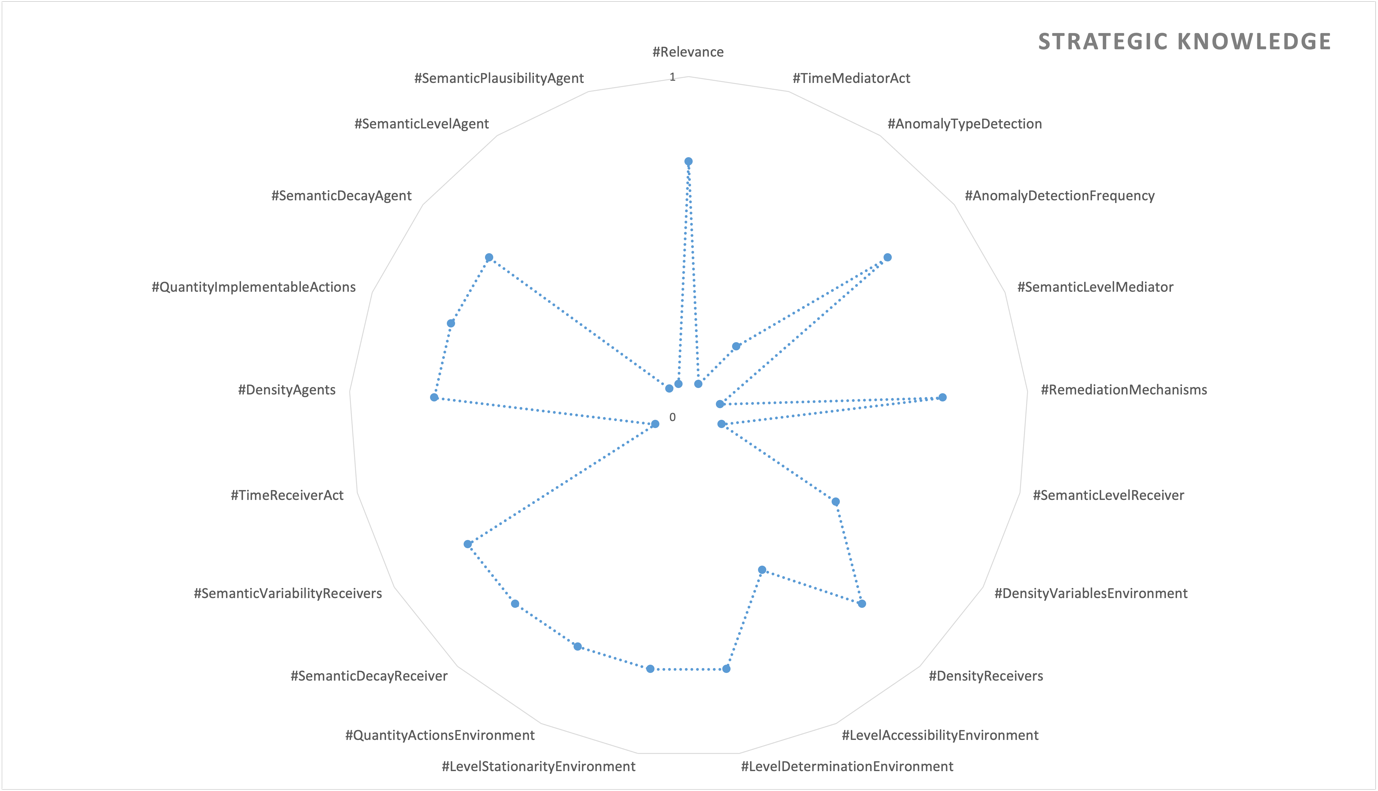 STRATEGIC KNOWLEDGE
#Relevance
1
#SemanticPlausibilityAgent
#TimeMediatorAct
#SemanticLevelAgent
#AnomalyTypeDetection
#SemanticDecayAgent
#AnomalyDetectionFrequency
#QuantityImplementableActions
#SemanticLevelMediator
#DensityAgents
#RemediationMechanisms
0
#TimeReceiverAct
#SemanticLevelReceiver
#SemanticVariabilityReceivers
#DensityVariablesEnvironment
#SemanticDecayReceiver
#DensityReceivers
#QuantityActionsEnvironment
#LevelAccessibilityEnvironment
#LevelStationarityEnvironment
#LevelDeterminationEnvironment